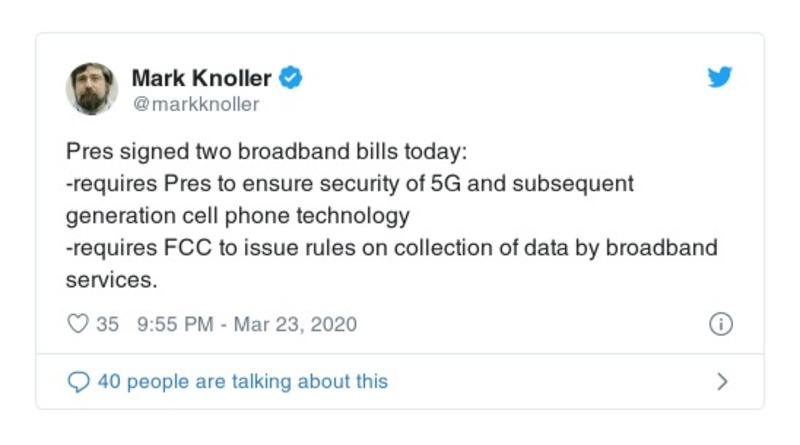 Mark Knoller
@markknoller
Pres signed two broadband bills today:
-requires Pres to ensure security of 5G and subsequent
generation cell phone technology
-requires FCC to issue rules on collection of data by broadband
services.
35 9:55 PM - Mar 23, 2020
40 people are talking about this